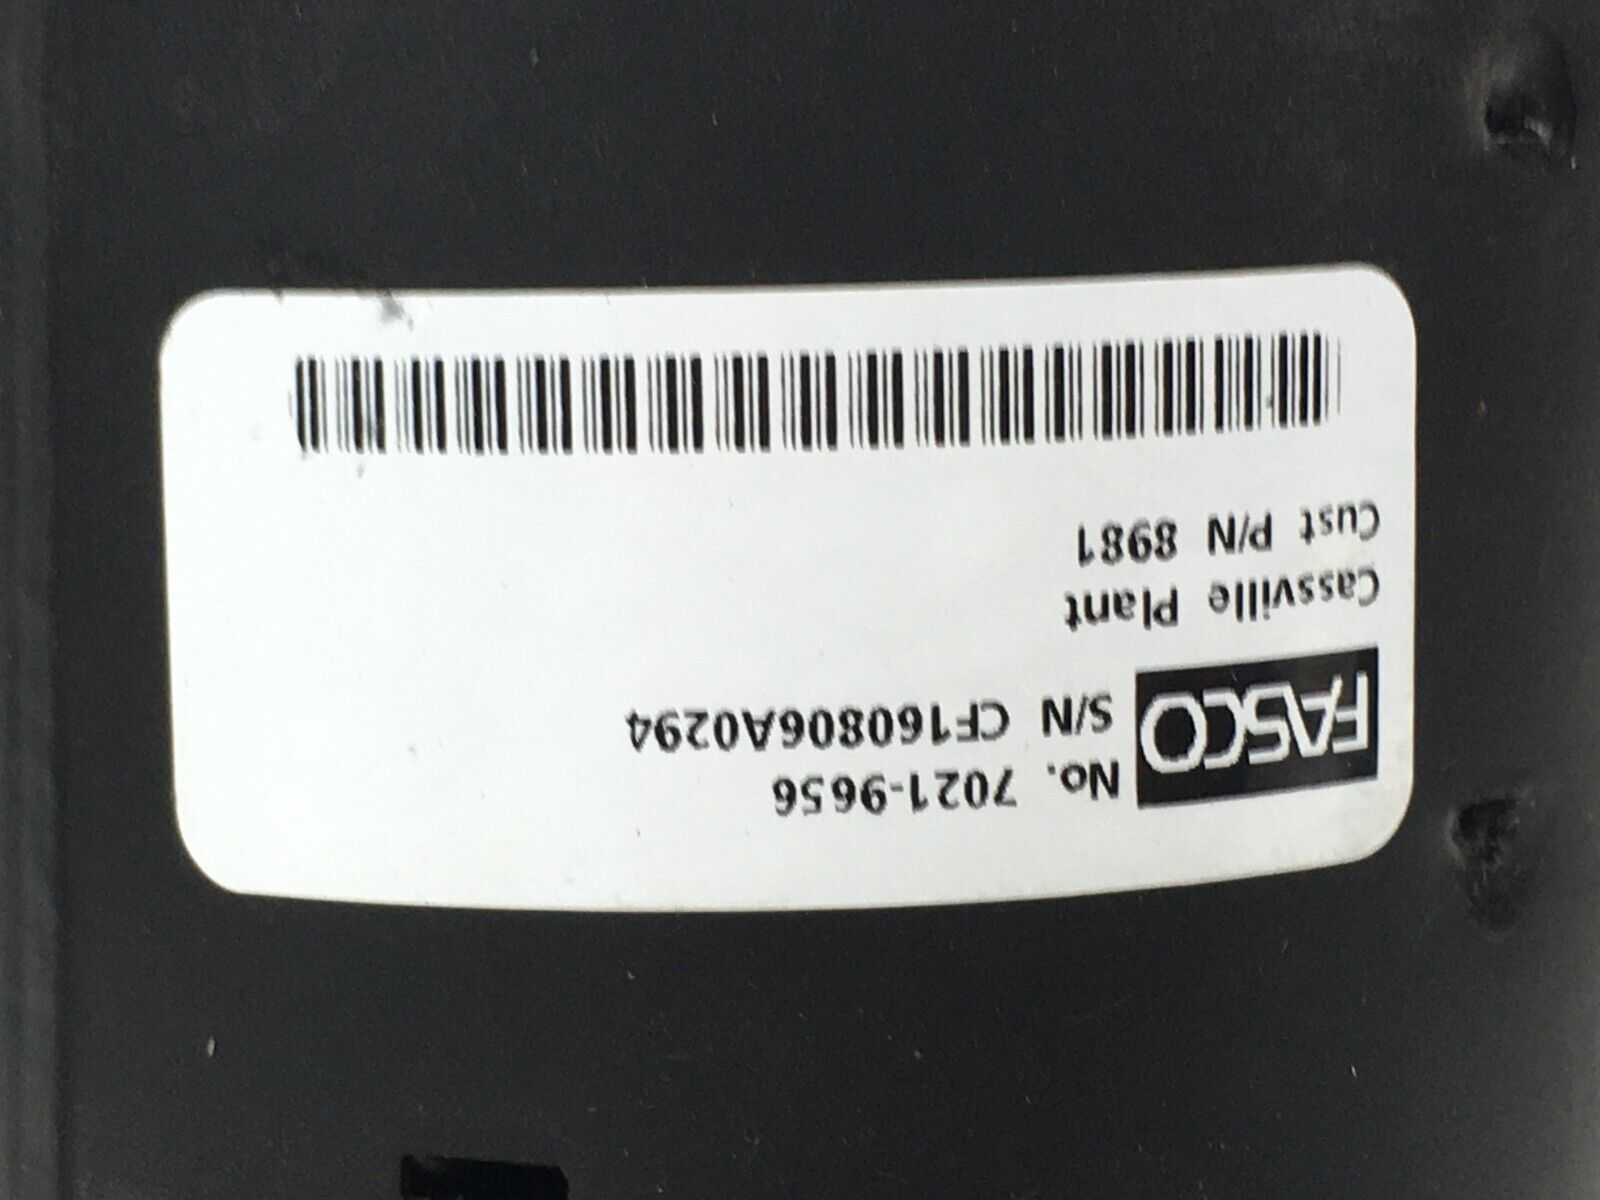 FASCO No. 7021-9656
S/N CF160806A0294
Cassville Plant
Cust P/N 8981